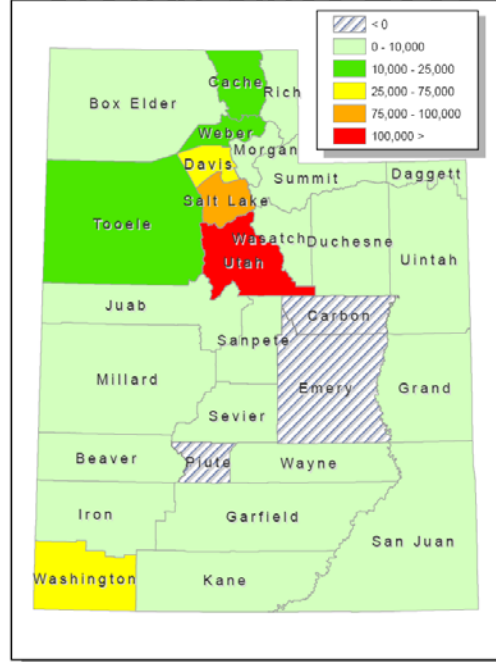 < 0
0 - 10,000
10,000 - 25,000
25,000 - 75,000
75,000 - 100,000
100,000 >
Cache
Rich
Box Elder
Weber
Morgan
Davis
Summit
Daggett
Salt Lake
Tooele
Wasatch
Duchesne
Utah
Uintah
Juab
Carbon
Sanpete
Millard
Emery
Grand
Sevier
Beaver
Piute
Wayne
Iron
Garfield
San Juan
Washington
Kane